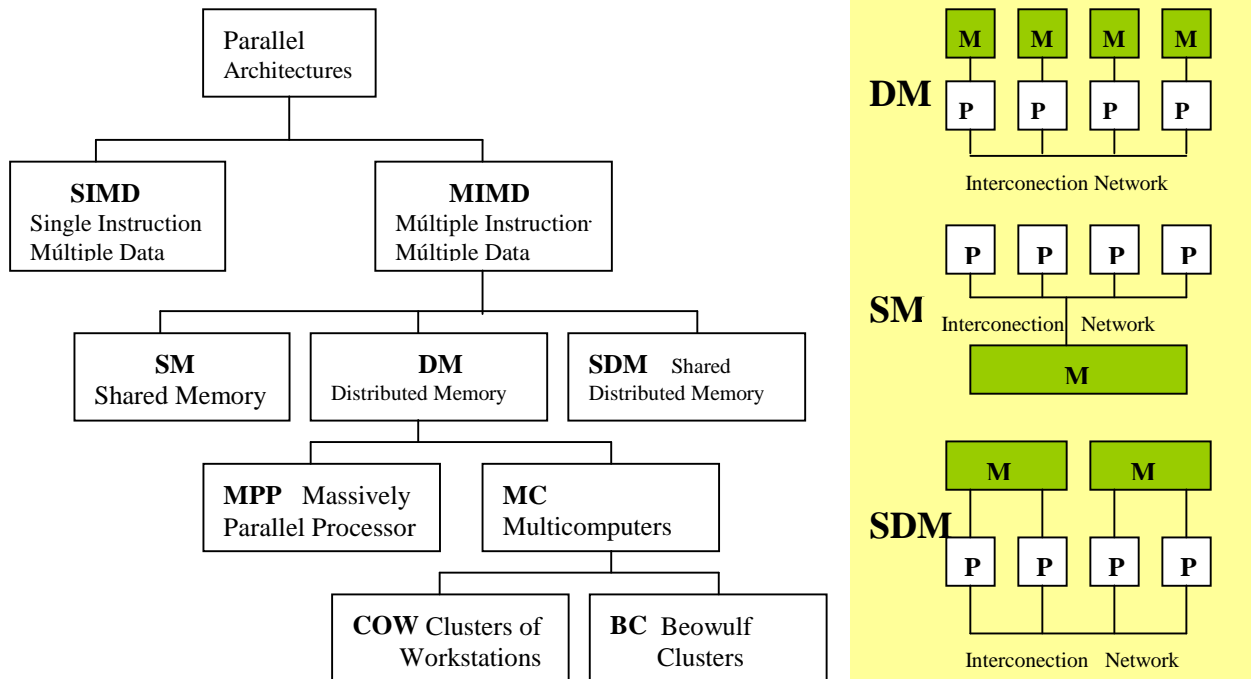 Parallel
Architectures
SIMD
Single Instruction
Múltiple Data
MIMD
Múltiple Instruction
Múltiple Data
SM
Shared Memory
DM
Distributed Memory
SDM Shared
Distributed Memory
MPP Massively
Parallel Processor
MC
Multicomputers
COW Clusters of
Workstations
BC Beowulf
Clusters
M M M M
DM
P P P P
Interconection Network
P P P P
SM
Interconection Network
M
M M
SDM
P P P P
Interconection Network